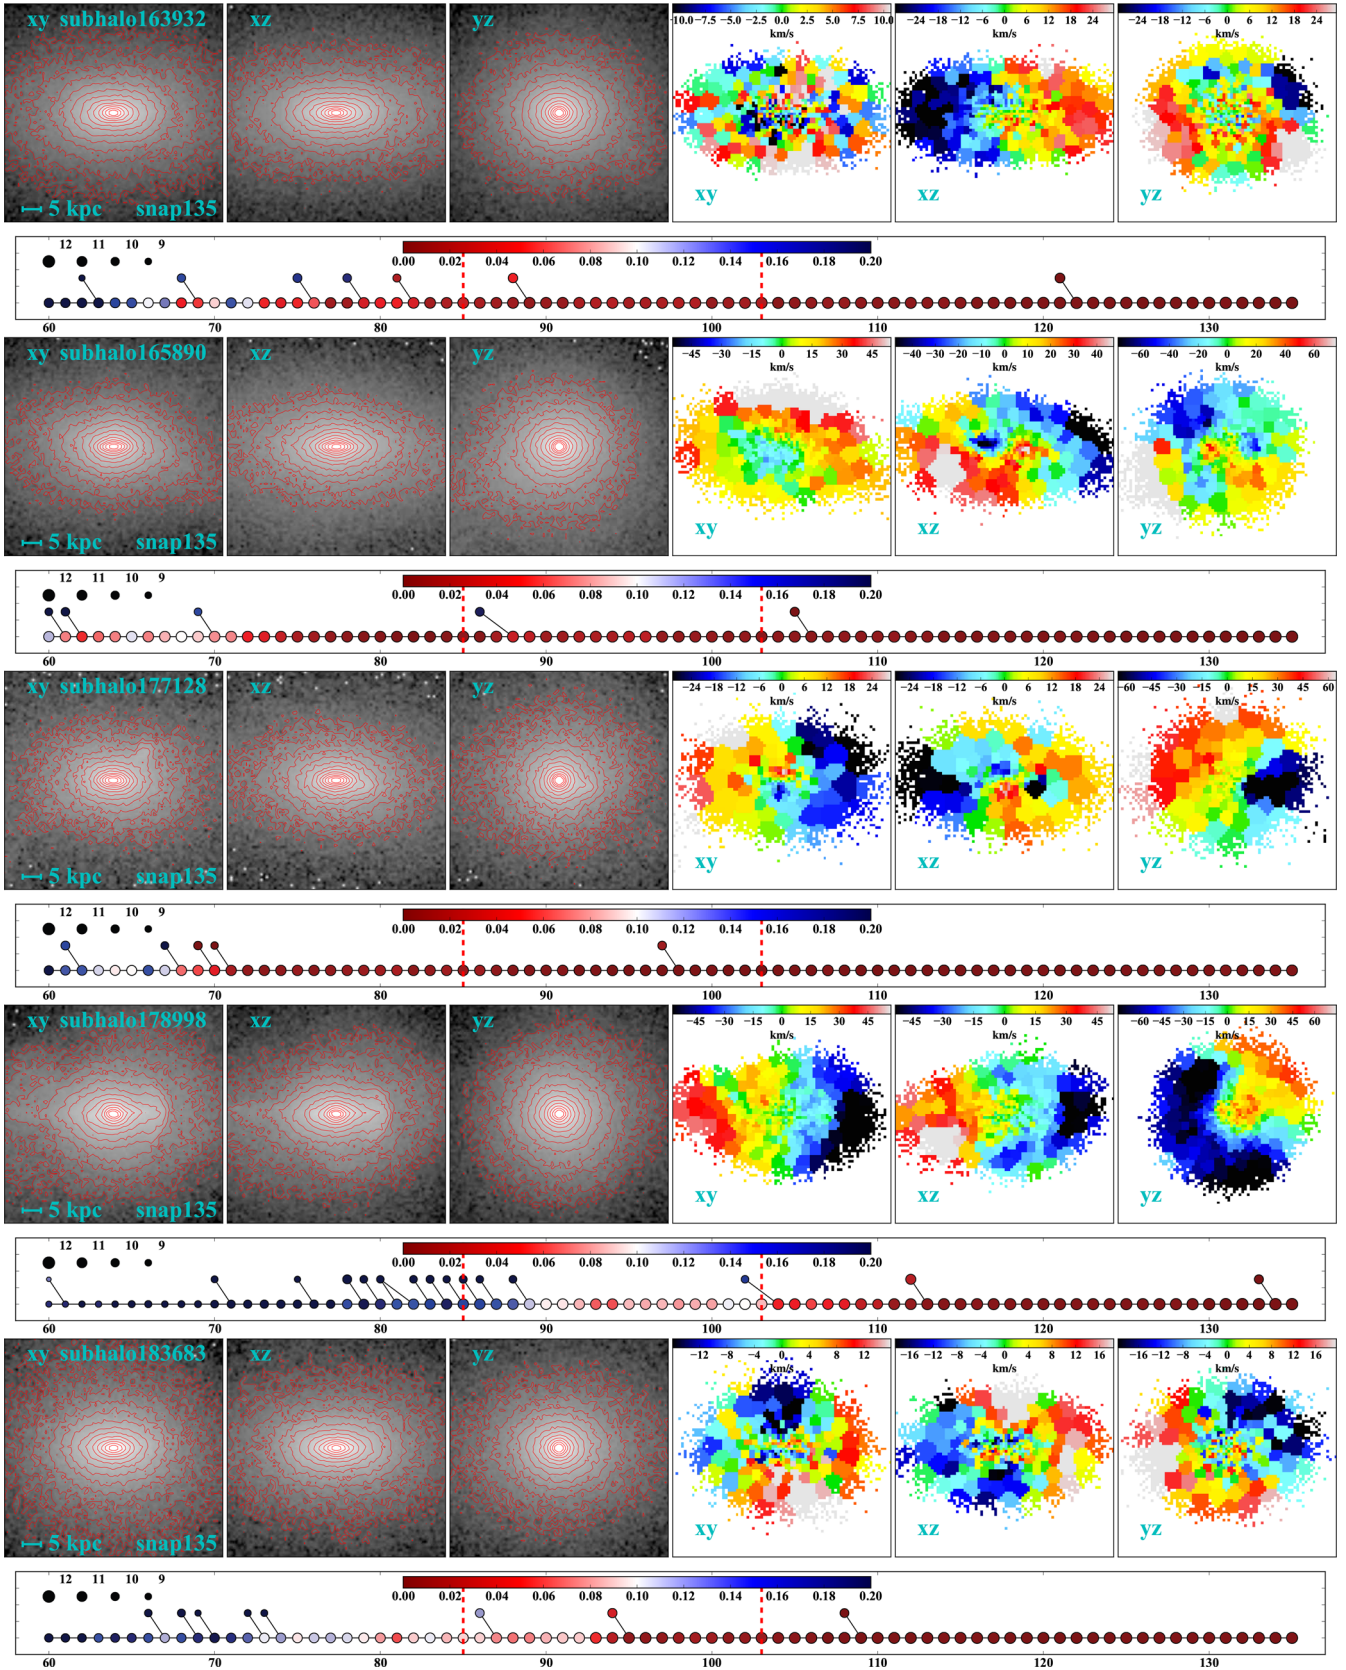 xy subhalo163932 xz yz
5 kpc snap135
−10.0 −7.5 −5.0 −2.5 0.0 2.5 5.0 7.5 10.0
km/s
xy
−24 −18 −12 −6 0 6 12 18 24
km/s
xz
−24 −18 −12 −6 0 6 12 18 24
km/s
yz
12 11 10 9
0.00 0.02 0.04 0.06 0.08 0.10 0.12 0.14 0.16 0.18 0.20
60 70 80 90 100 110 120 130
xy subhalo165890 xz yz
5 kpc snap135
−45 −30 −15 0 15 30 45
km/s
xy
−40 −30 −20 −10 0 10 20 30 40
km/s
xz
−60 −40 −20 0 20 40 60
km/s
yz
12 11 10 9
0.00 0.02 0.04 0.06 0.08 0.10 0.12 0.14 0.16 0.18 0.20
60 70 80 90 100 110 120 130
xy subhalo177128 xz yz
5 kpc snap135
−24 −18 −12 −6 0 6 12 18 24
km/s
xy
−24 −18 −12 −6 0 6 12 18 24
km/s
xz
−60 −45 −30 −15 0 15 30 45 60
km/s
yz
12 11 10 9
0.00 0.02 0.04 0.06 0.08 0.10 0.12 0.14 0.16 0.18 0.20
60 70 80 90 100 110 120 130
xy subhalo178998 xz yz
5 kpc snap135
−45 −30 −15 0 15 30 45
km/s
xy
−45 −30 −15 0 15 30 45
km/s
xz
−60 −45 −30 −15 0 15 30 45 60
km/s
yz
12 11 10 9
0.00 0.02 0.04 0.06 0.08 0.10 0.12 0.14 0.16 0.18 0.20
60 70 80 90 100 110 120 130
xy subhalo183683 xz yz
5 kpc snap135
−12 −8 −4 0 4 8 12
km/s
xy
−16 −12 −8 −4 0 4 8 12 16
km/s
xz
−16 −12 −8 −4 0 4 8 12 16
km/s
yz
12 11 10 9
0.00 0.02 0.04 0.06 0.08 0.10 0.12 0.14 0.16 0.18 0.20
60 70 80 90 100 110 120 130